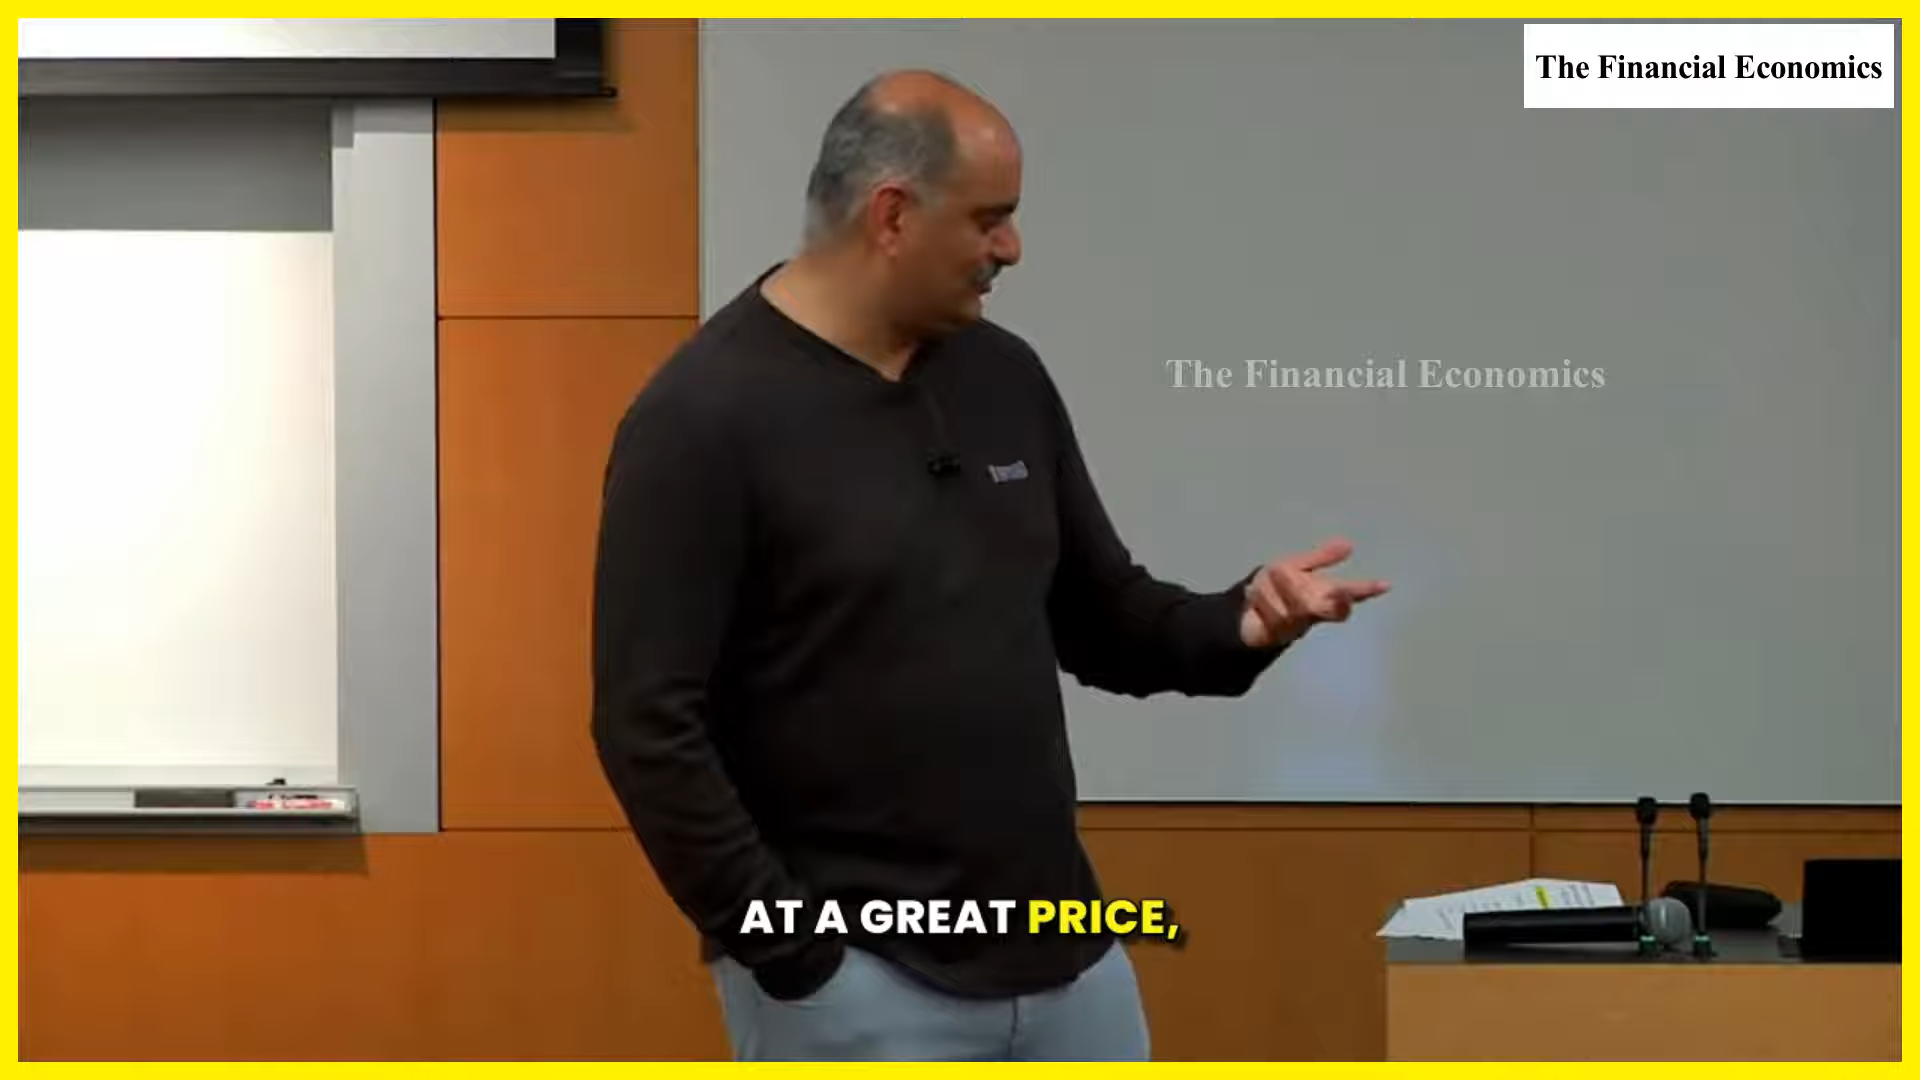 The Financial Economics
The Financial Economics
AT A GREAT PRICE,